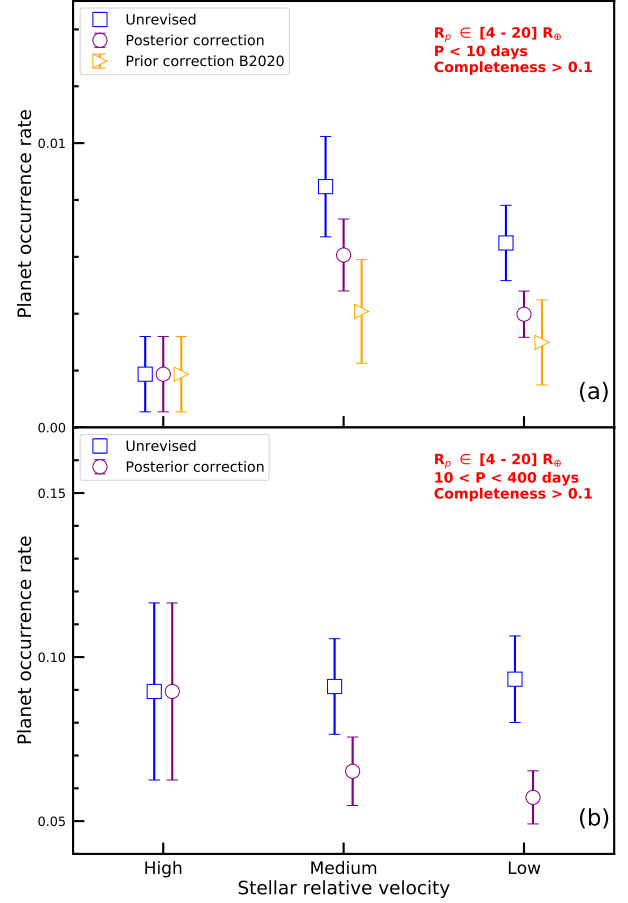 Unrevised
Posterior correction
Prior correction B2020
Rₚ ∈ [4 - 20] R⊕
P < 10 days
Completeness > 0.1
0.01
Planet occurrence rate
(a)
0.00
Unrevised
Posterior correction
Rₚ ∈ [4 - 20] R⊕
10 < P < 400 days
Completeness > 0.1
0.15
0.10
Planet occurrence rate
0.05
(b)
High Medium Low
Stellar relative velocity